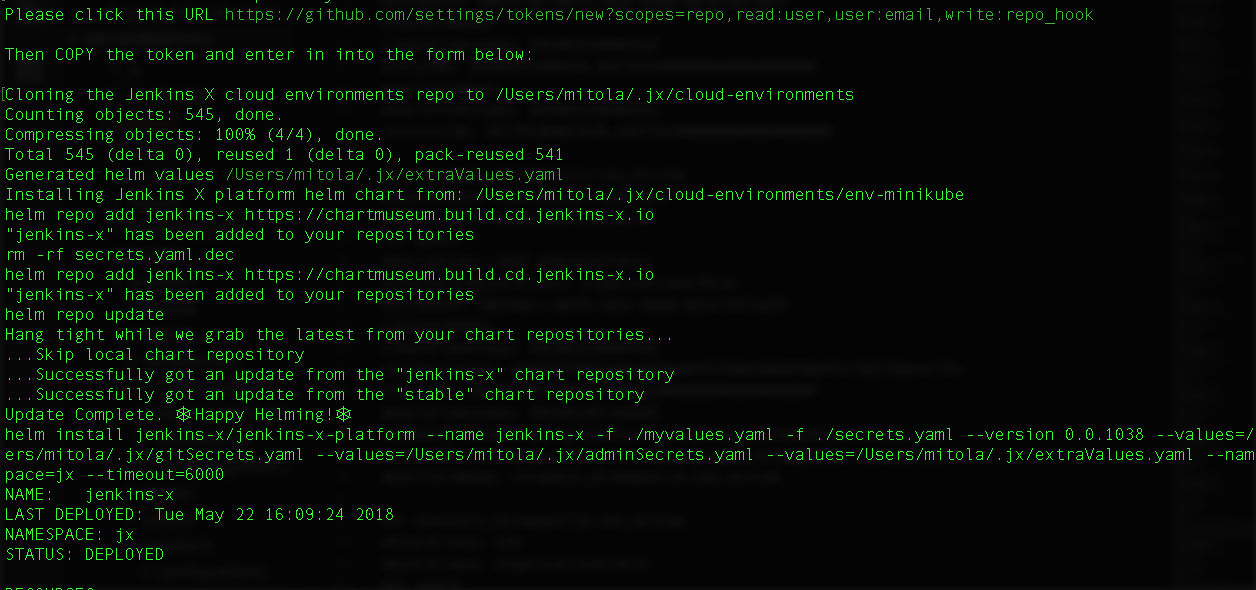 Please click this URL https://github.com/settings/tokens/new?scopes=repo,read:user,user:email,write:repo_hook
Then COPY the token and enter in into the form below:
Cloning the Jenkins X cloud environments repo to /Users/mitola/.jx/cloud-environments
Counting objects: 545, done.
Compressing objects: 100% (4/4), done.
Total 545 (delta 0), reused 1 (delta 0), pack-reused 541
Generated helm values /Users/mitola/.jx/extraValues.yaml
Installing Jenkins X platform helm chart from: /Users/mitola/.jx/cloud-environments/env-minikube
helm repo add jenkins-x https://chartmuseum.build.cd.jenkins-x.io
"jenkins-x" has been added to your repositories
rm -rf secrets.yaml.dec
helm repo add jenkins-x https://chartmuseum.build.cd.jenkins-x.io
"jenkins-x" has been added to your repositories
helm repo update
Hang tight while we grab the latest from your chart repositories...
...Skip local chart repository
...Successfully got an update from the "jenkins-x" chart repository
...Successfully got an update from the "stable" chart repository
Update Complete. ⎈Happy Helming!⎈
helm install jenkins-x/jenkins-x-platform --name jenkins-x -f ./myvalues.yaml -f ./secrets.yaml --version 0.0.1038 --values=/
ers/mitola/.jx/gitSecrets.yaml --values=/Users/mitola/.jx/adminSecrets.yaml --values=/Users/mitola/.jx/extraValues.yaml --nam
pace=jx --timeout=6000
NAME: jenkins-x
LAST DEPLOYED: Tue May 22 16:09:24 2018
NAMESPACE: jx
STATUS: DEPLOYED